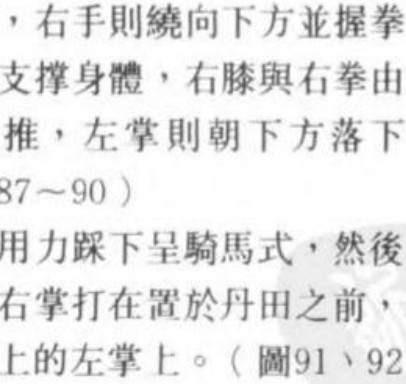 ，右手則繞向下方並握拳
支撐身體，右膝與右拳由
推，左掌則朝下方落下
87～90）
用力踩下呈騎馬式，然後
右掌打在置於丹田之前，
上的左掌上。（圖91、92